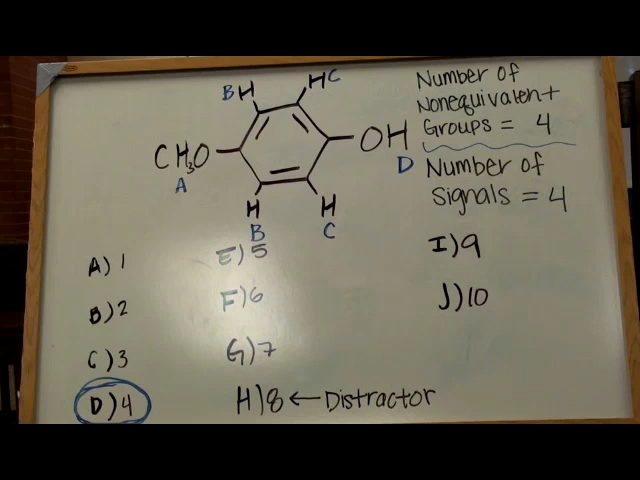 Number of
Nonequivalent
Groups = 4
Number of
Signals = 4
B H
H C
CH₃O
OH
A
D
H
H
B
C
A) 1
B) 2
C) 3
D) 4
E) 5
F) 6
G) 7
H) 8 ← Distractor
I) 9
J) 10